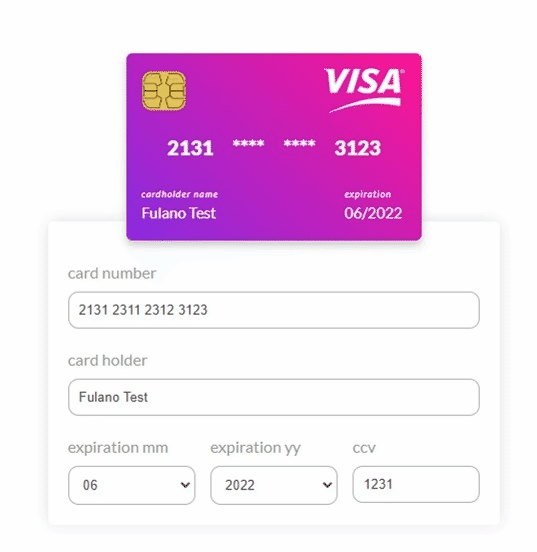 VISA
2131 **** **** 3123
cardholder name expiration
Fulano Test 06/2022
card number
2131 2311 2312 3123
card holder
Fulano Test
expiration mm expiration yy ccv
06 2022 1231